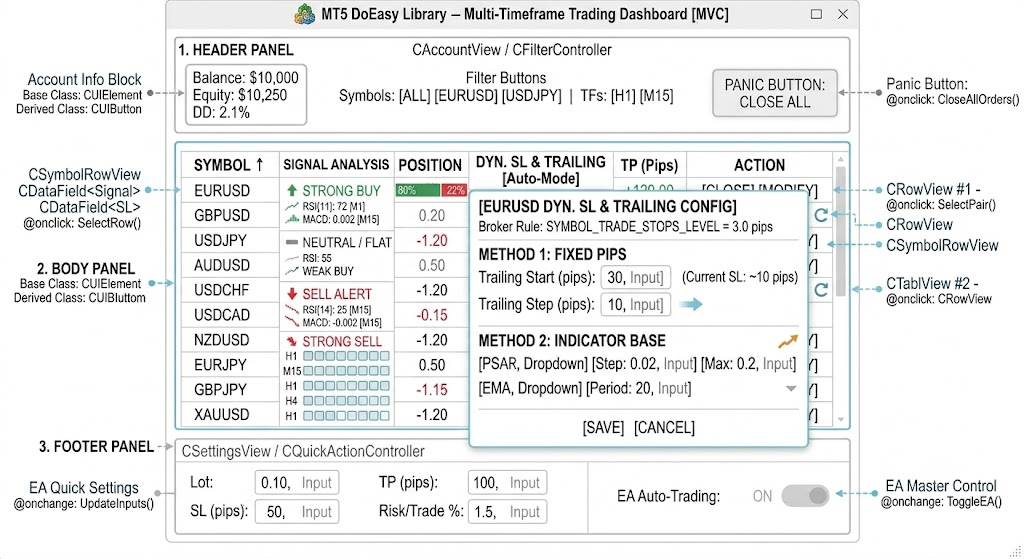 MT5 DoEasy Library — Multi-Timeframe Trading Dashboard [MVC]
1. HEADER PANEL
CAccountView / CFilterController
Account Info Block
Base Class: CUIElement
Derived Class: CUIButton
Balance: $10,000
Equity: $10,250
DD: 2.1%
Filter Buttons
Symbols: [ALL] [EURUSD] [USDJPY] | TFs: [H1] [M15]
PANIC BUTTON:
CLOSE ALL
Panic Button:
@onclick: CloseAllOrders()
SYMBOL ↑
SIGNAL ANALYSIS
POSITION
DYN. SL & TRAILING
[Auto-Mode]
TP (Pips)
ACTION
CSymbolRowView
CDataField<Signal>
CDataField<SL>
@onclick: SelectRow()
2. BODY PANEL
Base Class: CUIElement
Derived Class: CUIBluttom
EURUSD
GBPUSD
USDJPY
AUDUSD
USDCHF
USDCAD
NZDUSD
EURJPY
GBPJPY
XAUUSD
STRONG BUY
RSI(11): 72 [M1]
MACD: 0.002 [M15]
NEUTRAL / FLAT
RSI: 55
WEAK BUY
SELL ALERT
RSI(14): 25 [M15]
MACD: -0.002 [M15]
STRONG SELL
H1
M15
H1
H4
H1
80% 22%
0.20
-1.20
0.50
-1.20
-0.15
-1.20
0.50
-1.15
-1.20
+120.00
[CLOSE] [MODIFY]
[EURUSD DYN. SL & TRAILING CONFIG]
Broker Rule: SYMBOL_TRADE_STOPS_LEVEL = 3.0 pips
METHOD 1: FIXED PIPS
Trailing Start (pips): 30, Input] (Current SL: ~10 pips)
Trailing Step (pips): 10, Input]
METHOD 2: INDICATOR BASE
[PSAR, Dropdown] [Step: 0.02, Input] [Max: 0.2, Input]
[EMA, Dropdown] [Period: 20, Input]
[SAVE] [CANCEL]
CRowView #1 -
@onclick: SelectPair()
CRowView
CSymbolRowView
CTablView #2 -
@onclick: CRowView
3. FOOTER PANEL
CSettingsView / CQuickActionController
EA Quick Settings
@onchange: UpdateInputs()
Lot: 0.10, Input
TP (pips): 100, Input
SL (pips): 50, Input
Risk/Trade %: 1.5, Input
EA Auto-Trading: ON
EA Master Control
@onchange: ToggleEA()